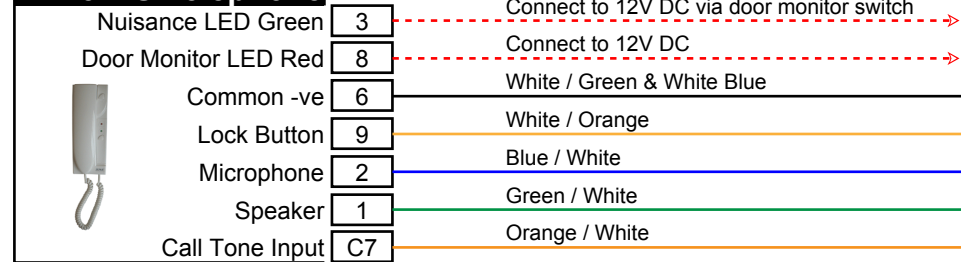 Nuisance LED Green 3 Connect to 12V DC via door monitor switch
Door Monitor LED Red 8 Connect to 12V DC
Common -ve 6 White / Green & White Blue
Lock Button 9 White / Orange
Microphone 2 Blue / White
Speaker 1 Green / White
Call Tone Input C7 Orange / White